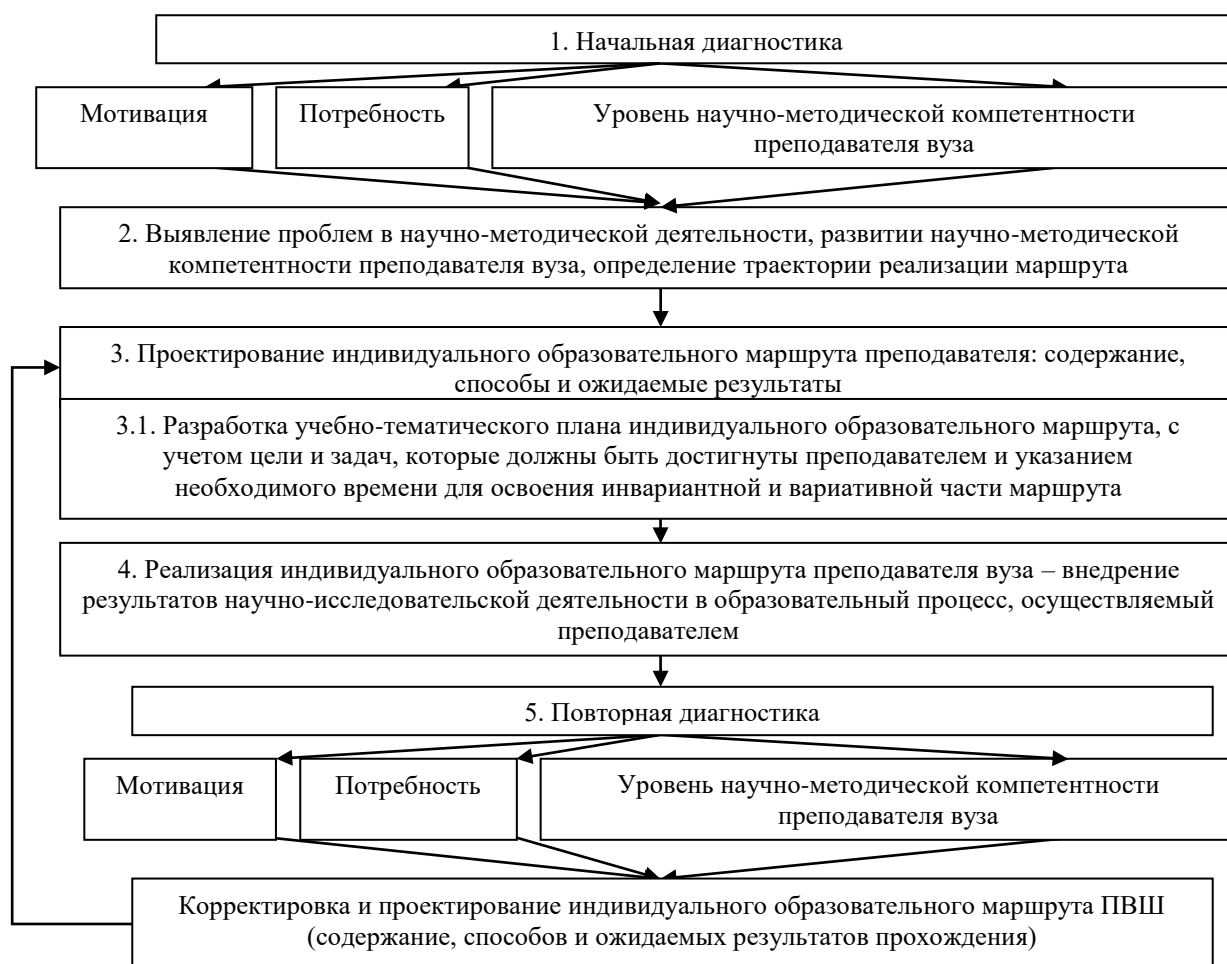 1. Начальная диагностика
Мотивация
Потребность
Уровень научно-методической компетентности
преподавателя вуза
2. Выявление проблем в научно-методической деятельности, развитии научно-методической
компетентности преподавателя вуза, определение траектории реализации маршрута
3. Проектирование индивидуального образовательного маршрута преподавателя: содержание,
способы и ожидаемые результаты
3.1. Разработка учебно-тематического плана индивидуального образовательного маршрута, с
учетом цели и задач, которые должны быть достигнуты преподавателем и указанием
необходимого времени для освоения инвариантной и вариативной части маршрута
4. Реализация индивидуального образовательного маршрута преподавателя вуза – внедрение
результатов научно-исследовательской деятельности в образовательный процесс, осуществляемый
преподавателем
5. Повторная диагностика
Мотивация
Потребность
Уровень научно-методической компетентности
преподавателя вуза
Корректировка и проектирование индивидуального образовательного маршрута ПВШ
(содержание, способов и ожидаемых результатов прохождения)